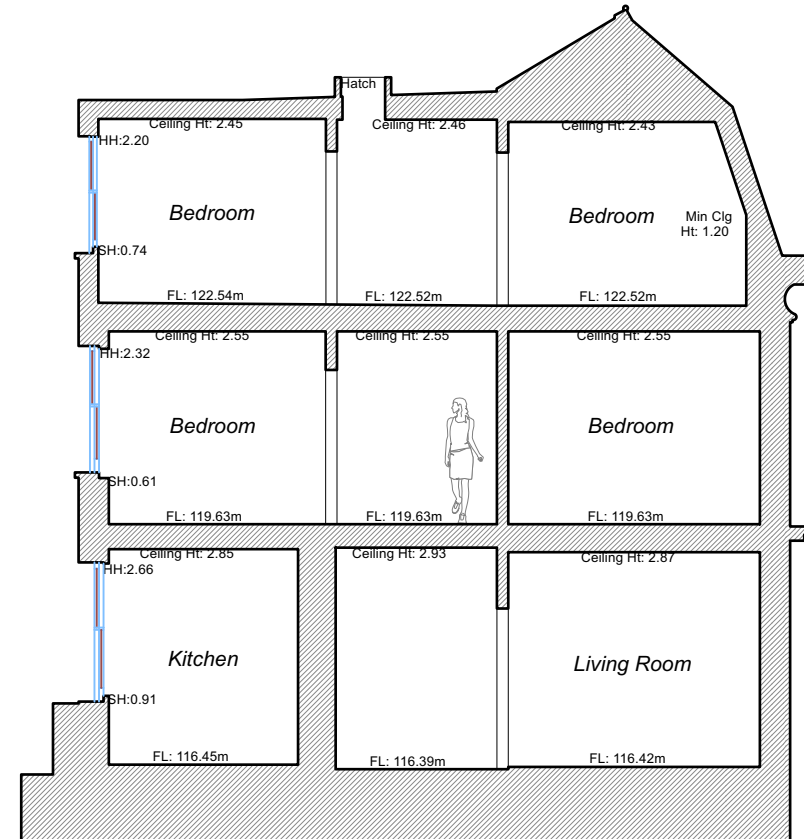 Hatch
Ceiling Ht: 2.45
Ceiling Ht: 2.46
Ceiling Ht: 2.43
HH:2.20
Bedroom
Bedroom
Min Clg
Ht: 1.20
SH:0.74
FL: 122.54m
FL: 122.52m
FL: 122.52m
Ceiling Ht: 2.55
Ceiling Ht: 2.55
Ceiling Ht: 2.55
HH:2.32
Bedroom
Bedroom
SH:0.61
FL: 119.63m
FL: 119.63m
FL: 119.63m
Ceiling Ht: 2.85
Ceiling Ht: 2.93
Ceiling Ht: 2.87
HH:2.66
Kitchen
Living Room
SH:0.91
FL: 116.45m
FL: 116.39m
FL: 116.42m